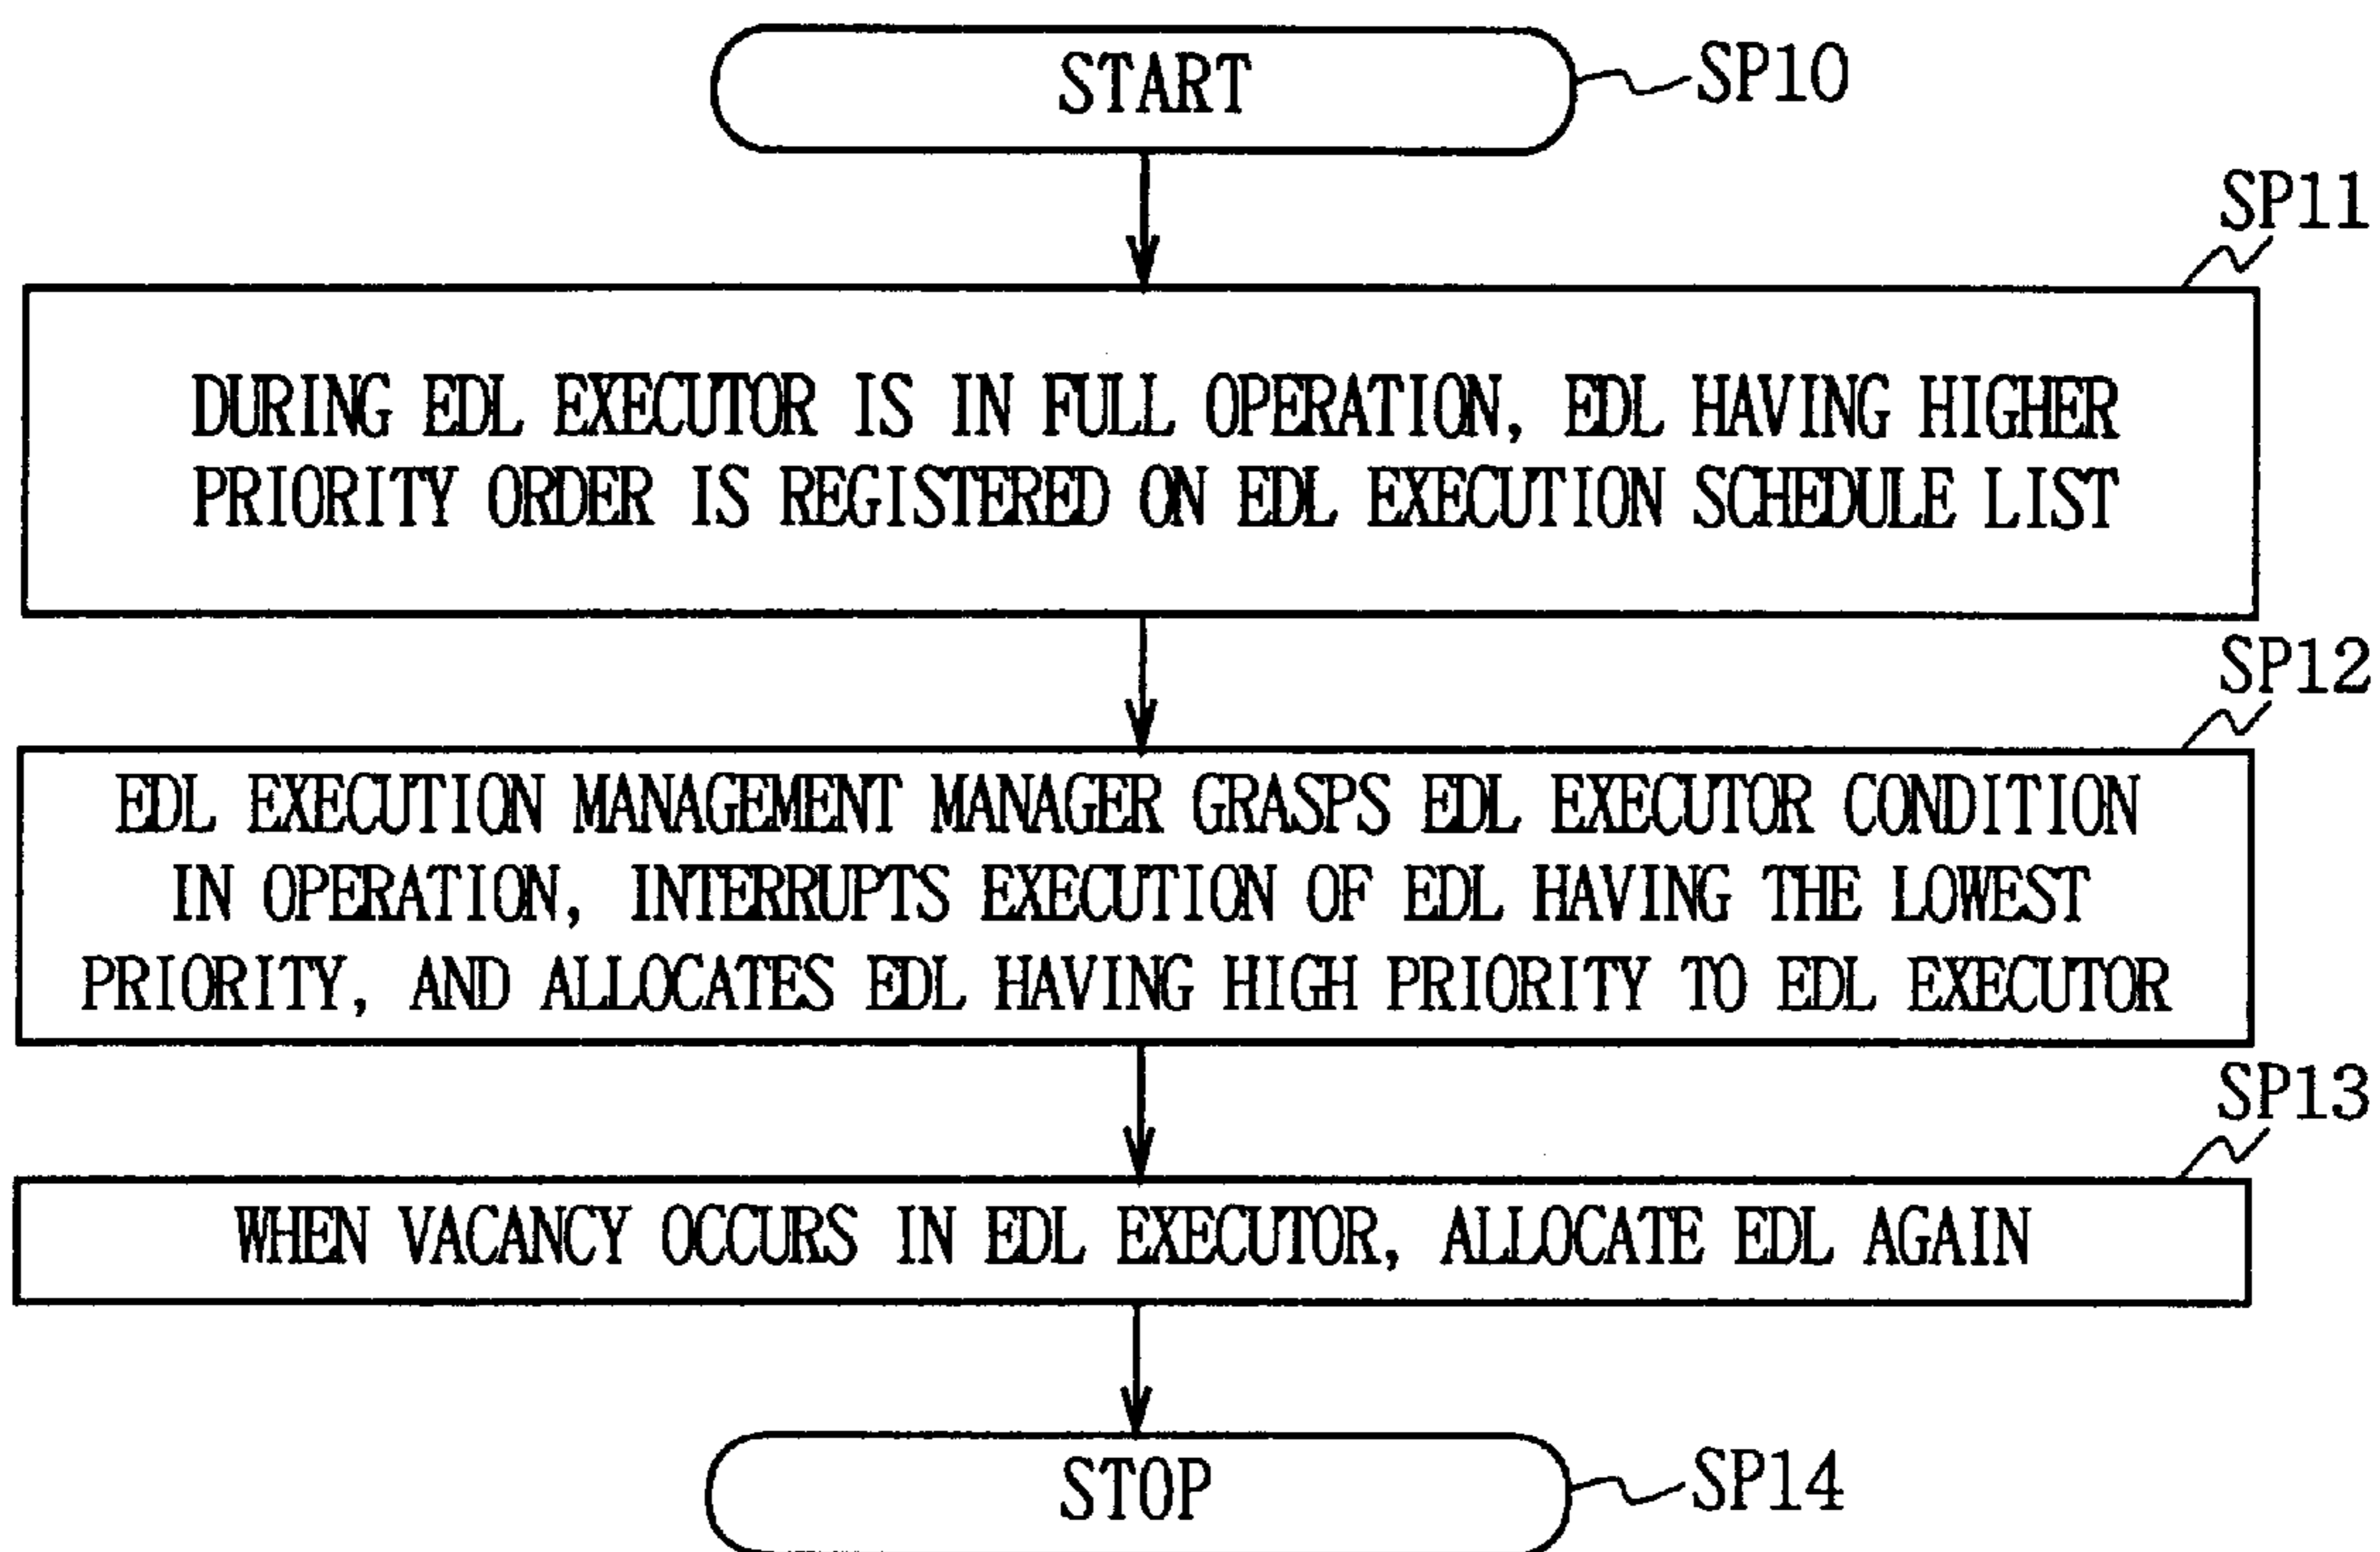 START
SP10
SP11
DURING EDL EXECUTOR IS IN FULL OPERATION, EDL HAVING HIGHER
PRIORITY ORDER IS REGISTERED ON EDL EXECUTION SCHEDULE LIST
SP12
EDL EXECUTION MANAGEMENT MANAGER GRASPS EDL EXECUTOR CONDITION
IN OPERATION, INTERRUPTS EXECUTION OF EDL HAVING THE LOWEST
PRIORITY, AND ALLOCATES EDL HAVING HIGH PRIORITY TO EDL EXECUTOR
SP13
WHEN VACANCY OCCURS IN EDL EXECUTOR, ALLOCATE EDL AGAIN
STOP
SP14